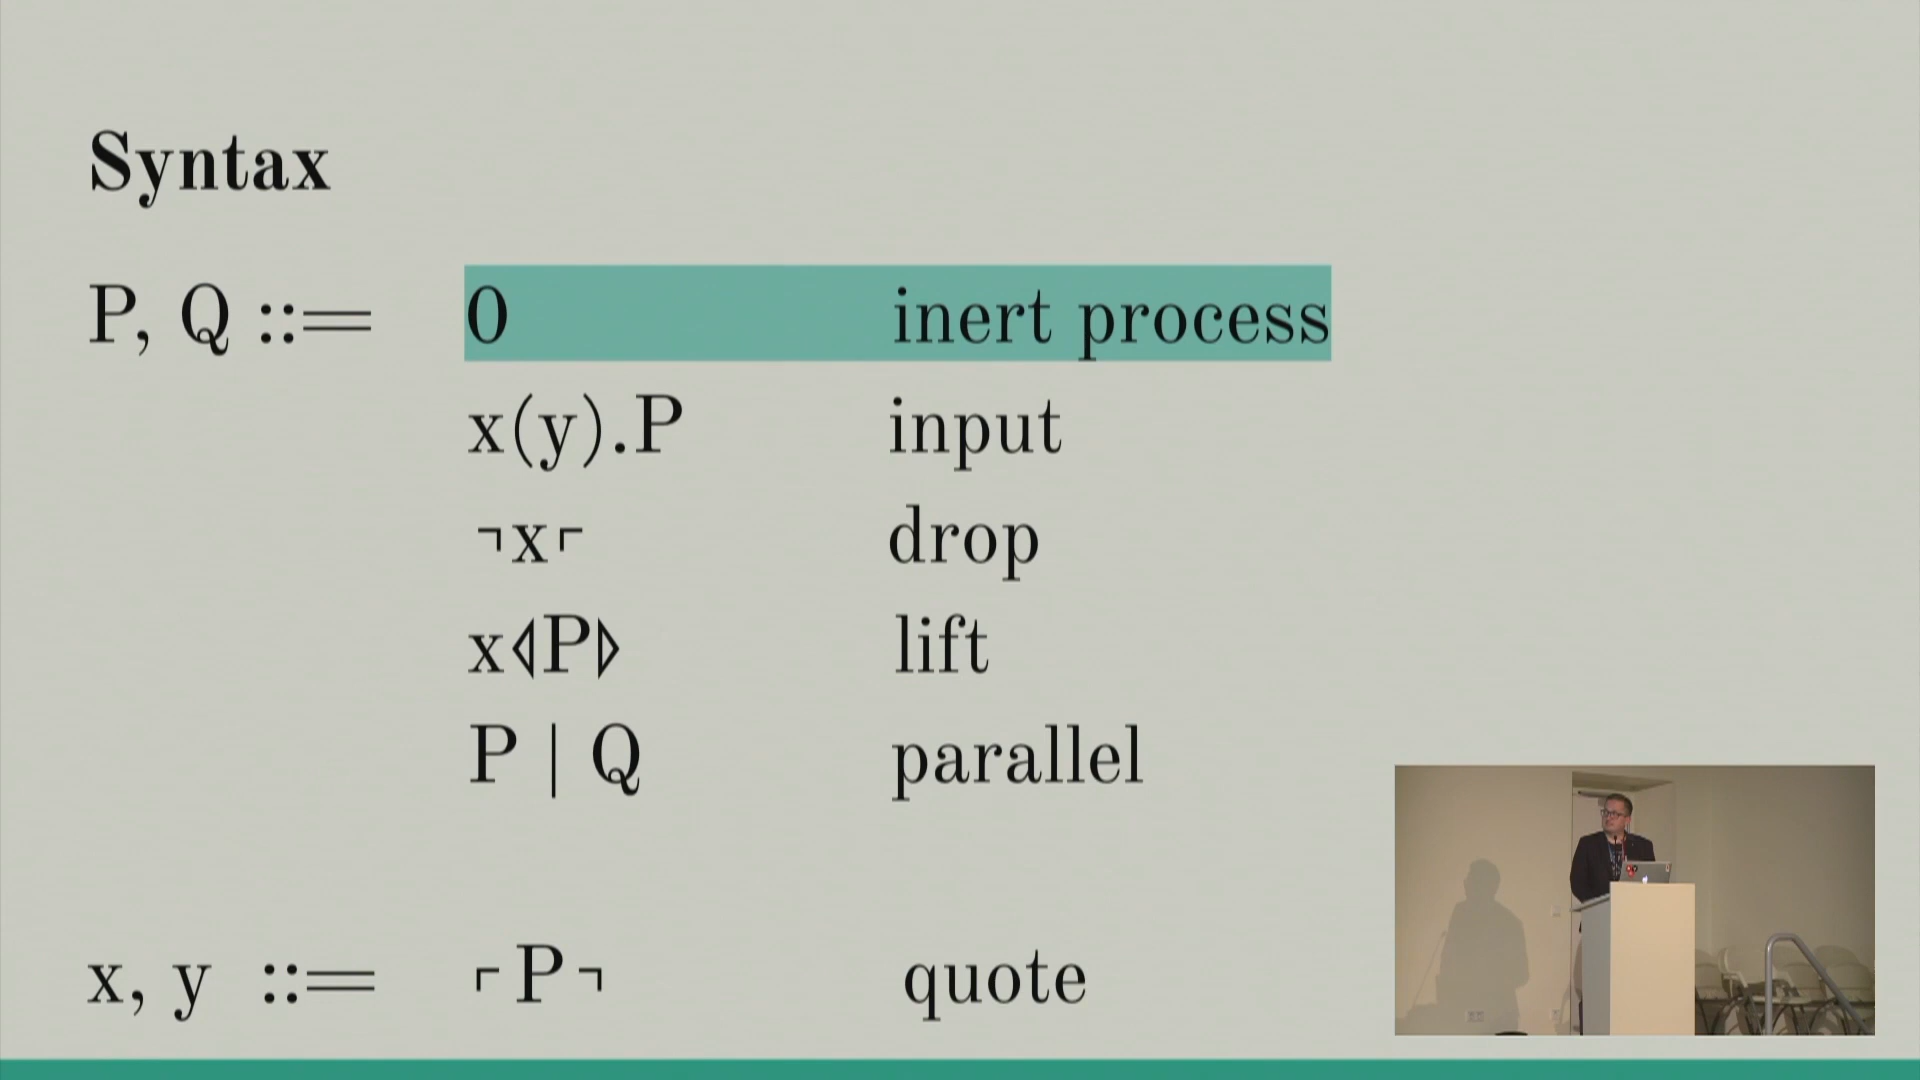 Syntax
P, Q ::= 0 inert process
x(y).P input
⌝x⌜ drop
x⦉P⦊ lift
P | Q parallel
x, y ::= ⌜P⌝ quote